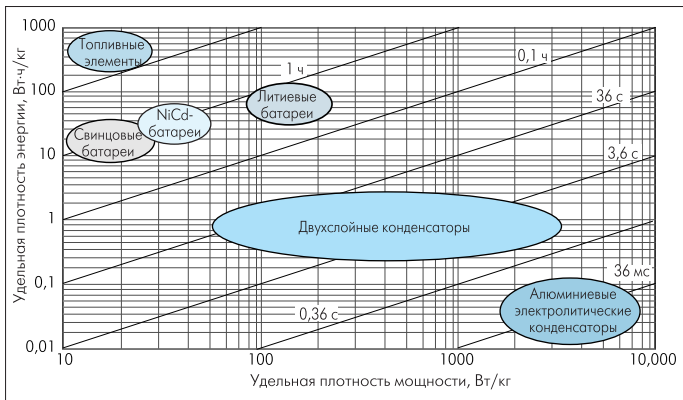 Удельная плотность энергии, Вт·ч/кг
1000
100
10
1
0,1
0,01
Топливные
элементы
1 ч
0,1 ч
36 с
3,6 с
0,36 с
36 мс
Литиевые
батареи
NiCd-
батареи
Свинцовые
батареи
Двухслойные конденсаторы
Алюминиевые
электролитические
конденсаторы
10
100
1000
10,000
Удельная плотность мощности, Вт/кг